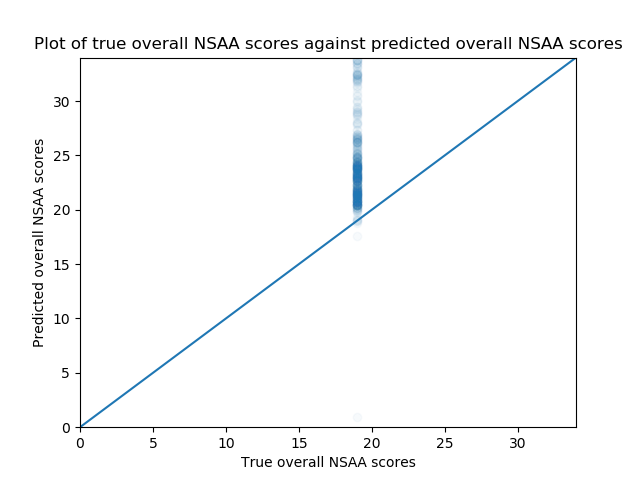 Plot of true overall NSAA scores against predicted overall NSAA scores
30
25
20
15
10
5
0
Predicted overall NSAA scores
0 5 10 15 20 25 30
True overall NSAA scores